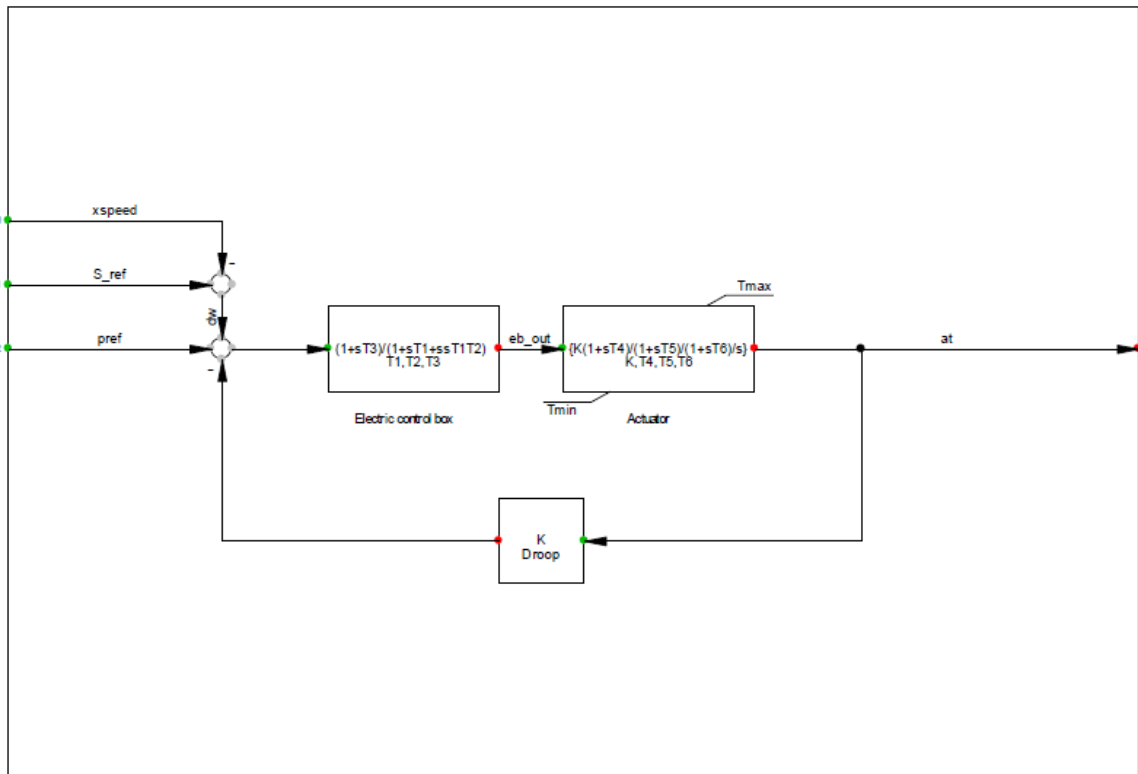 xspeed
-
S_ref
dw
pref
-
(1+sT3)/(1+sT1+ssT1T2)
T1,T2,T3
Electric control box
eb_out
Tmax
{K(1+sT4)/(1+sT5)/(1+sT6)/s}
K,T4,T5,T6
Tmin
Actuator
at
K
Droop